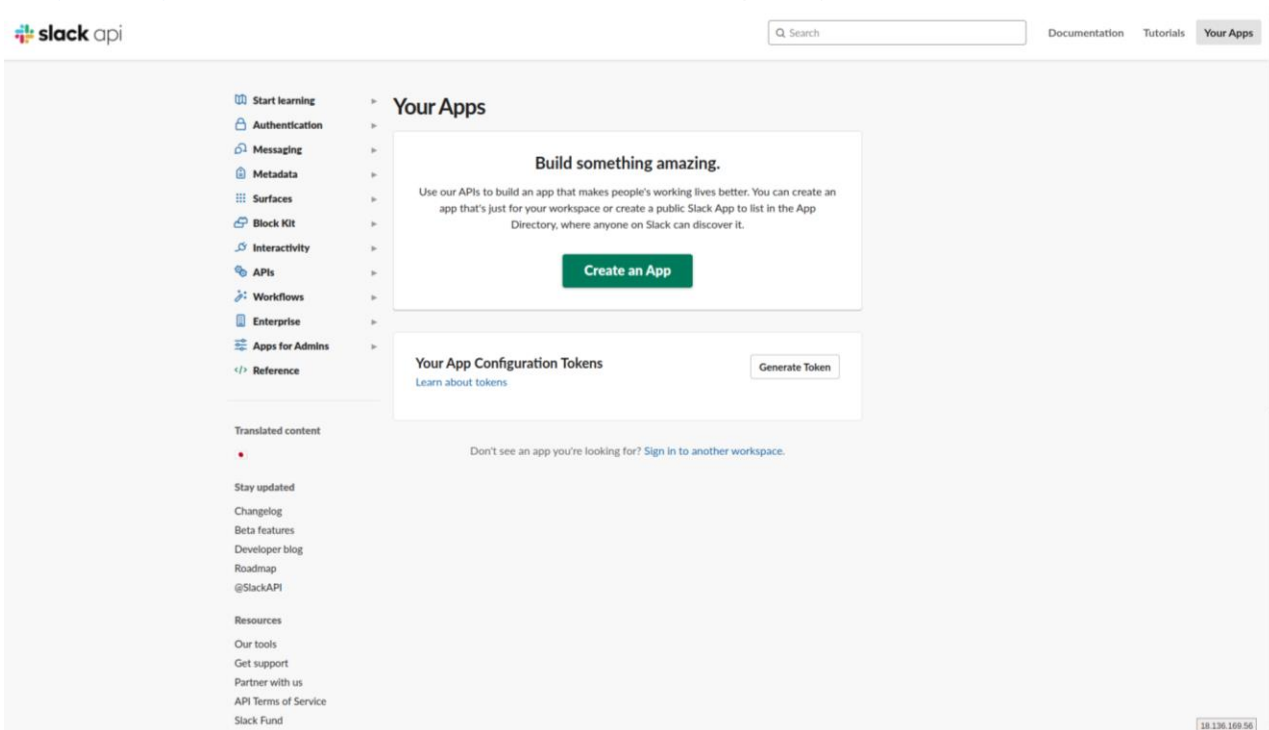 slack api
Search
Documentation
Tutorials
Your Apps
Start learning
Authentication
Messaging
Metadata
Surfaces
Block Kit
Interactivity
APIs
Workflows
Enterprise
Apps for Admins
Reference
Translated content
Stay updated
Changelog
Beta features
Developer blog
Roadmap
@SlackAPI
Resources
Our tools
Get support
Partner with us
API Terms of Service
Slack Fund
Your Apps
Build something amazing.
Use our APIs to build an app that makes people's working lives better. You can create an
app that's just for your workspace or create a public Slack App to list in the App
Directory, where anyone on Slack can discover it.
Create an App
Your App Configuration Tokens
Learn about tokens
Generate Token
Don't see an app you're looking for? Sign in to another workspace.
18.136.169.56